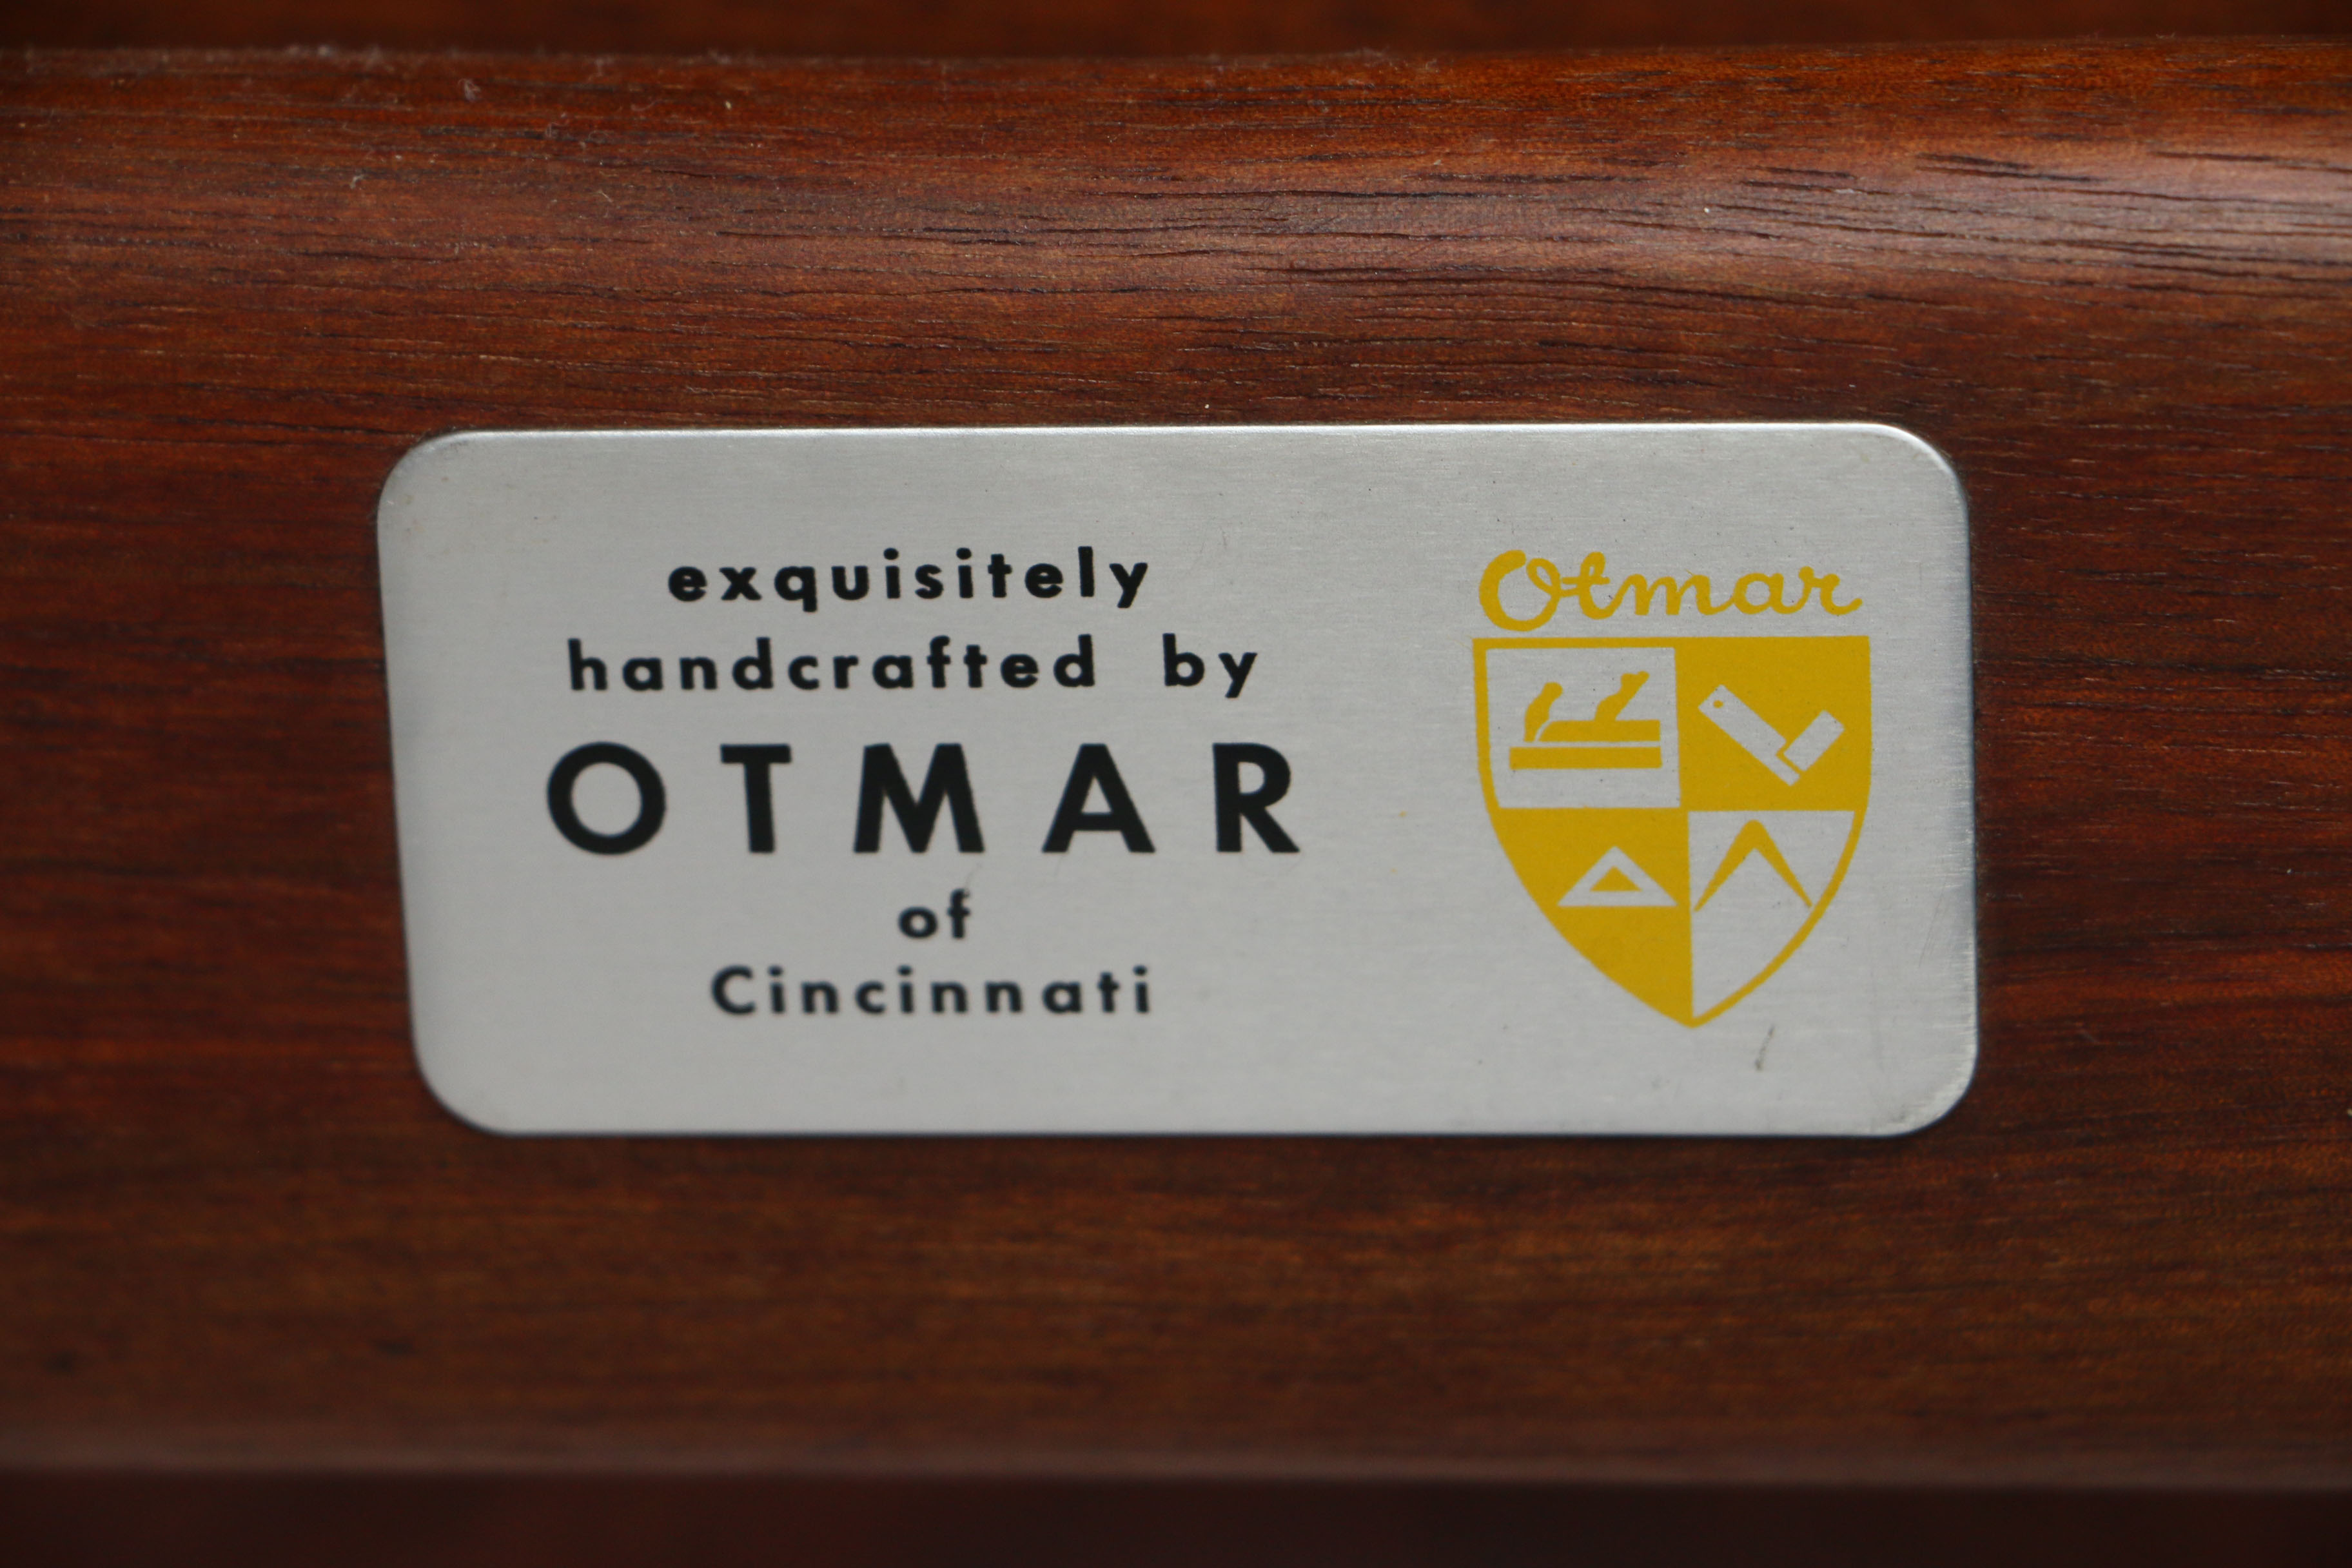 exquisitely
handcrafted by
OTMAR
of
Cincinnati
Otmar